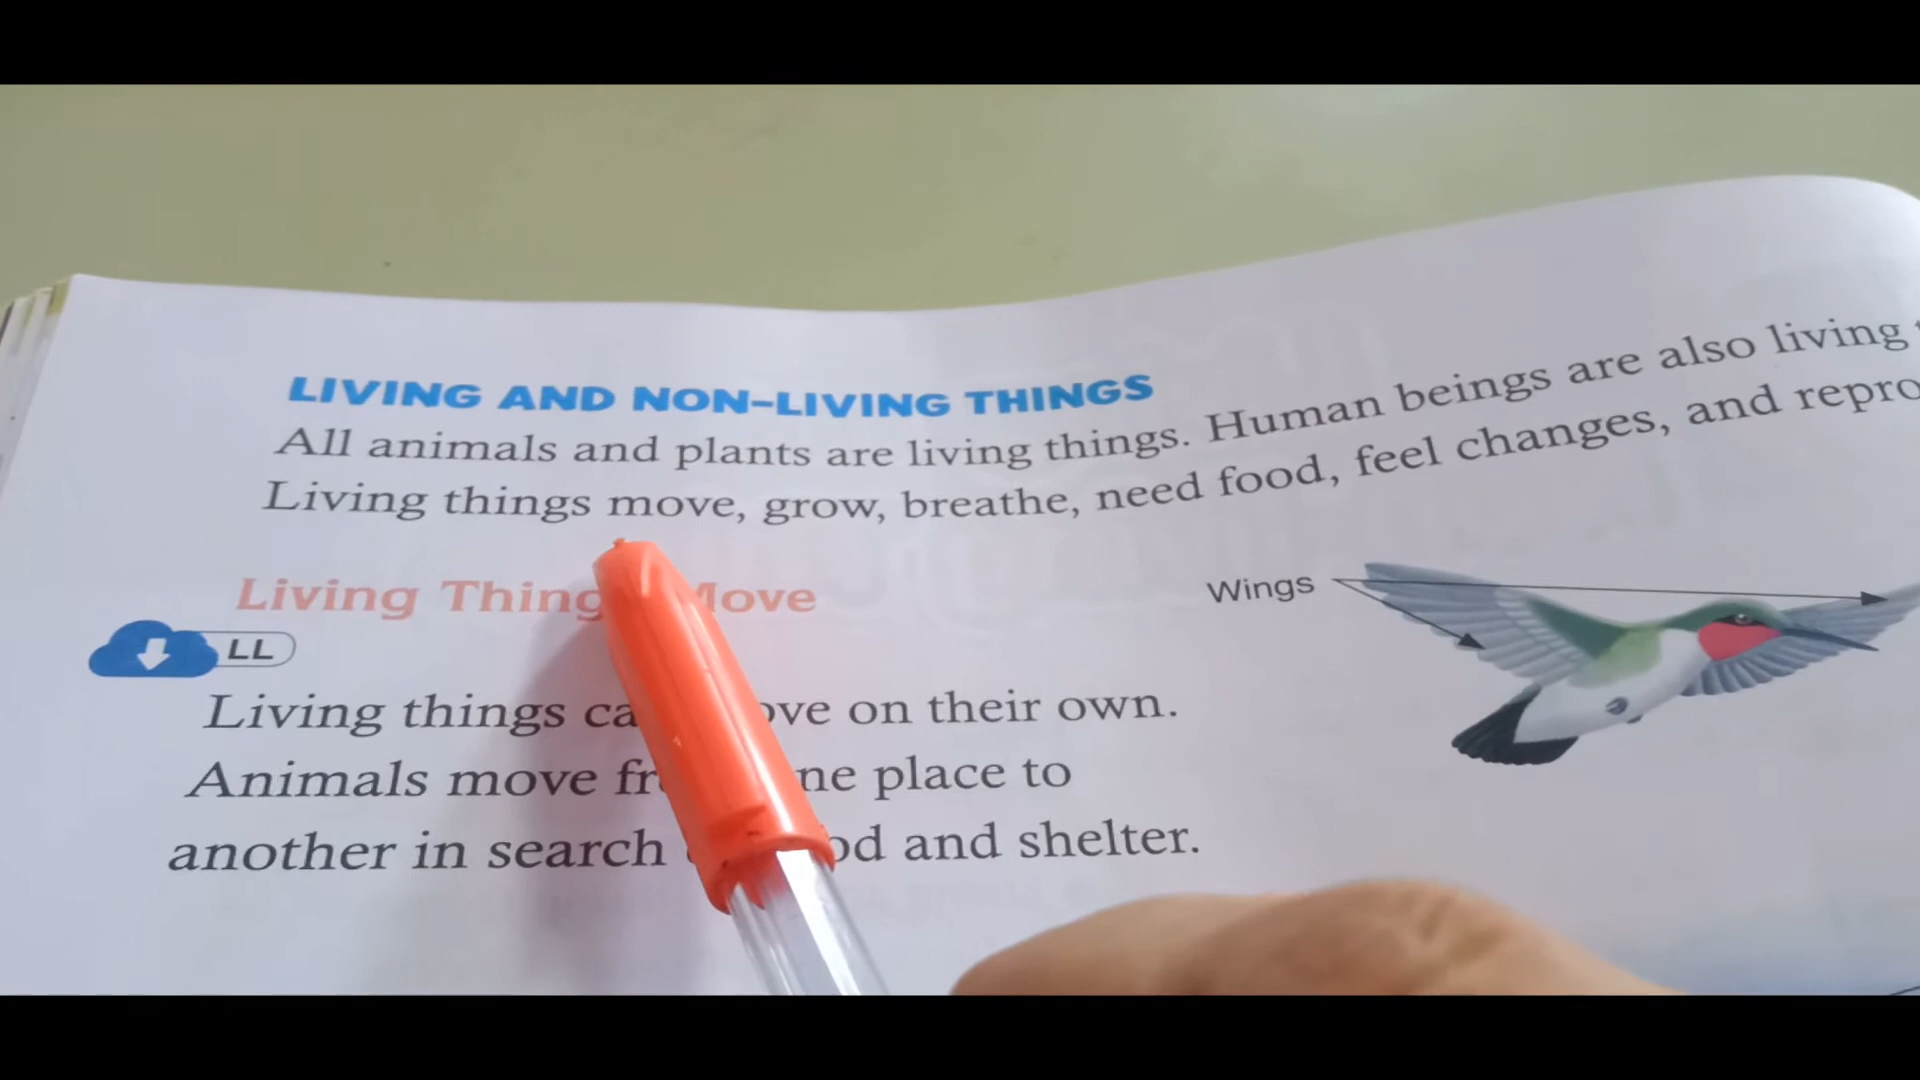 LIVING AND NON-LIVING THINGS
All animals and plants are living things. Human beings are also living
Living things move, grow, breathe, need food, feel changes, and repro
Living Thing Move
Wings
LL
Living things ca ove on their own.
Animals move fr ne place to
another in search od and shelter.